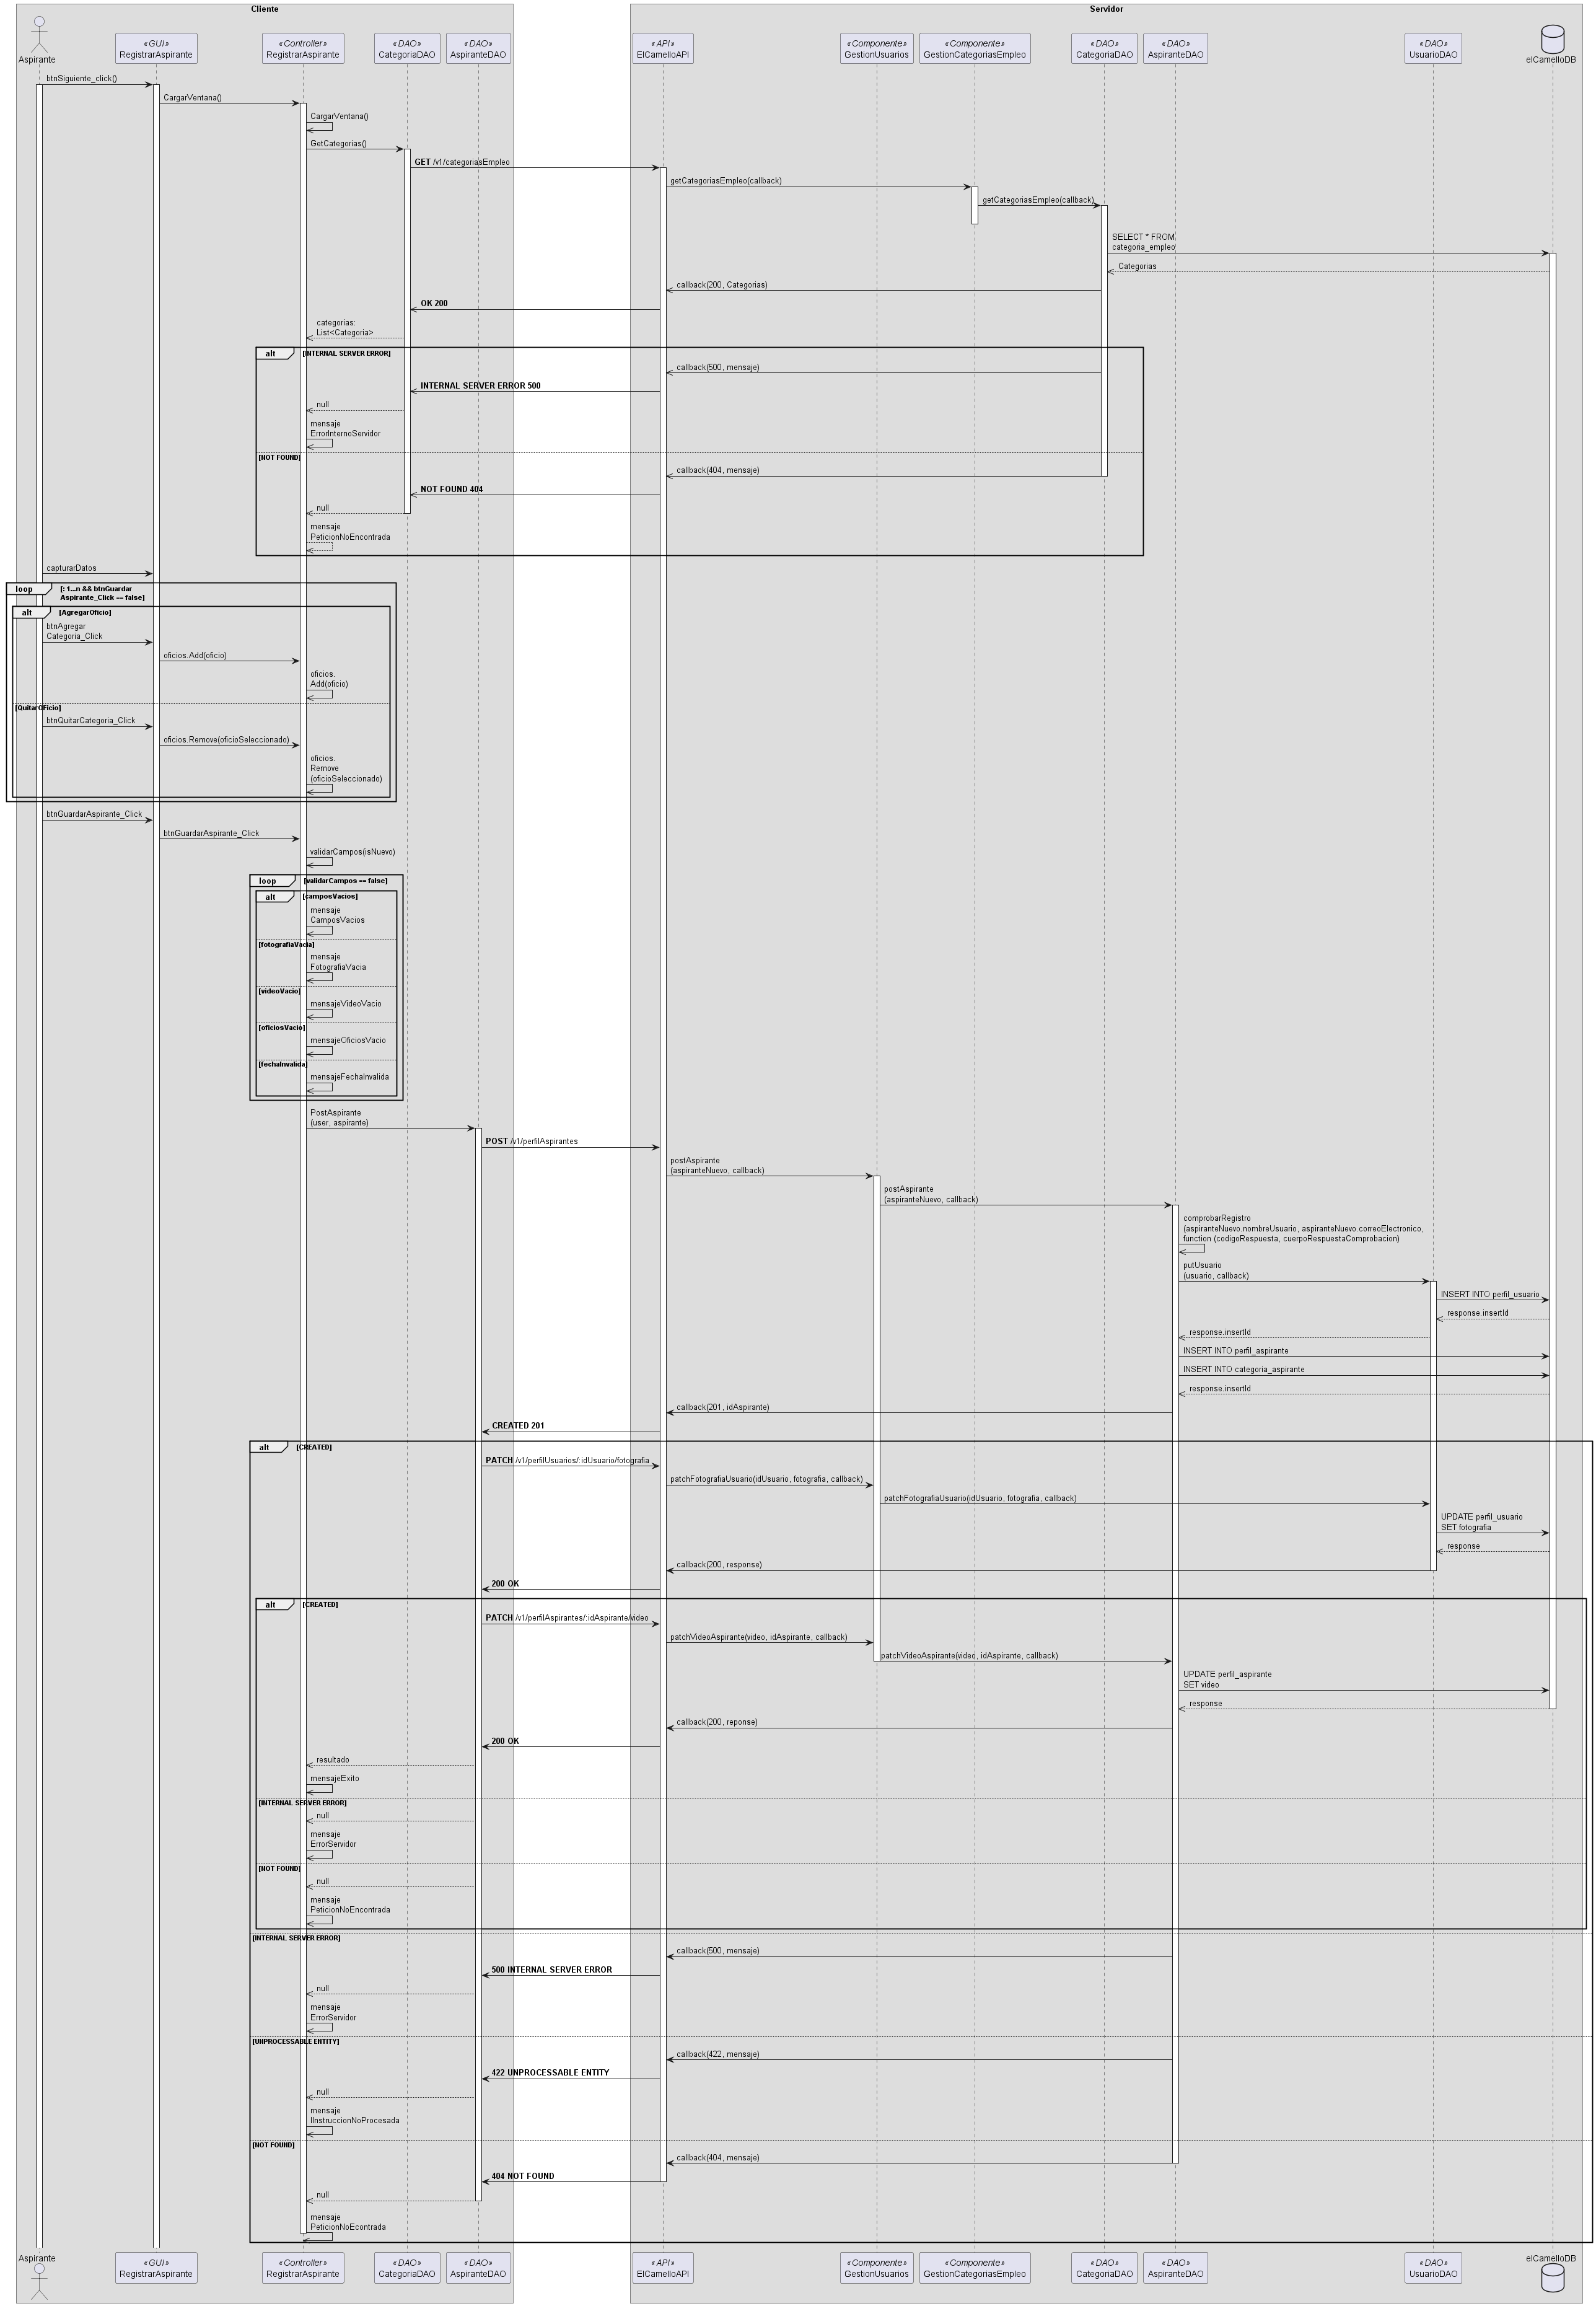 Cliente
Servidor
Aspirante
«GUI»
RegistrarAspirante
«Controller»
RegistrarAspirante
«DAO»
CategoriaDAO
«DAO»
AspiranteDAO
«API»
ElCamelloAPI
«Componente»
GestionUsuarios
«Componente»
GestionCategoriasEmpleo
«DAO»
CategoriaDAO
«DAO»
AspiranteDAO
«DAO»
UsuarioDAO
elCamelloDB
btnSiguiente_click()
CargarVentana()
CargarVentana()
GetCategorias()
GET /v1/categoriasEmpleo
getCategoriasEmpleo(callback)
getCategoriasEmpleo(callback)
SELECT * FROM
categoria_empleo
Categorias
callback(200, Categorias)
OK 200
categorias:
List<Categoria>
alt
[INTERNAL SERVER ERROR]
callback(500, mensaje)
INTERNAL SERVER ERROR 500
null
mensaje
ErrorInternoServidor
[NOT FOUND]
callback(404, mensaje)
NOT FOUND 404
null
mensaje
PeticionNoEncontrada
capturarDatos
loop
[: 1...n && btnGuardar
Aspirante_Click == false]
alt
[AgregarOficio]
btnAgregar
Categoria_Click
oficios.Add(oficio)
oficios.
Add(oficio)
[QuitarOFicio]
btnQuitarCategoria_Click
oficios.Remove(oficioSeleccionado)
oficios.
Remove
(oficioSeleccionado)
btnGuardarAspirante_Click
btnGuardarAspirante_Click
validarCampos(isNuevo)
loop
[validarCampos == false]
alt
[camposVacios]
mensaje
CamposVacios
[fotografiaVacia]
mensaje
FotografiaVacia
[videoVacio]
mensajeVideoVacio
[oficiosVacio]
mensajeOficiosVacio
[fechaInvalida]
mensajeFechaInvalida
PostAspirante
(user, aspirante)
POST /v1/perfilAspirantes
postAspirante
(aspiranteNuevo, callback)
postAspirante
(aspiranteNuevo, callback)
comprobarRegistro
(aspiranteNuevo.nombreUsuario, aspiranteNuevo.correoElectronico,
function (codigoRespuesta, cuerpoRespuestaComprobacion)
putUsuario
(usuario, callback)
INSERT INTO perfil_usuario
response.insertId
response.insertId
INSERT INTO perfil_aspirante
INSERT INTO categoria_aspirante
response.insertId
callback(201, idAspirante)
CREATED 201
alt
[CREATED]
PATCH /v1/perfilUsuarios/:idUsuario/fotografia
patchFotografiaUsuario(idUsuario, fotografia, callback)
patchFotografiaUsuario(idUsuario, fotografia, callback)
UPDATE perfil_usuario
SET fotografia
response
callback(200, response)
200 OK
alt
[CREATED]
PATCH /v1/perfilAspirantes/:idAspirante/video
patchVideoAspirante(video, idAspirante, callback)
patchVideoAspirante(video, idAspirante, callback)
UPDATE perfil_aspirante
SET video
response
callback(200, reponse)
200 OK
resultado
mensajeExito
[INTERNAL SERVER ERROR]
null
mensaje
ErrorServidor
[NOT FOUND]
null
mensaje
PeticionNoEncontrada
[INTERNAL SERVER ERROR]
callback(500, mensaje)
500 INTERNAL SERVER ERROR
null
mensaje
ErrorServidor
[UNPROCESSABLE ENTITY]
callback(422, mensaje)
422 UNPROCESSABLE ENTITY
null
mensaje
IInstruccionNoProcesada
[NOT FOUND]
callback(404, mensaje)
404 NOT FOUND
null
mensaje
PeticionNoEcontrada
Aspirante
«GUI»
RegistrarAspirante
«Controller»
RegistrarAspirante
«DAO»
CategoriaDAO
«DAO»
AspiranteDAO
«API»
ElCamelloAPI
«Componente»
GestionUsuarios
«Componente»
GestionCategoriasEmpleo
«DAO»
CategoriaDAO
«DAO»
AspiranteDAO
«DAO»
UsuarioDAO
elCamelloDB